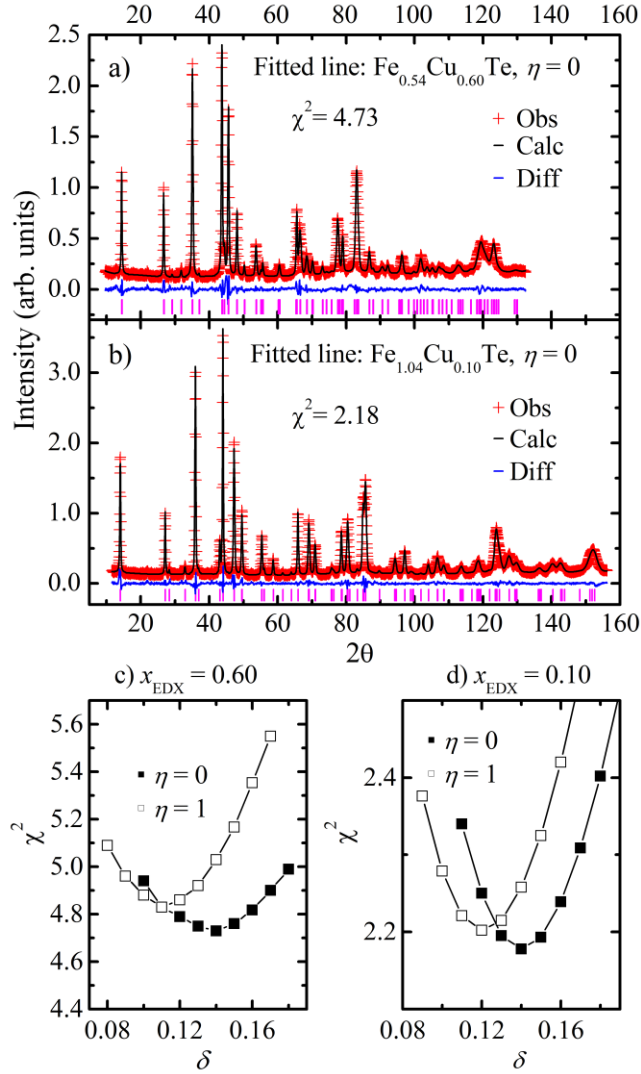 0 20 40 60 80 100 120 140 160
2.5
2.0
1.5
1.0
0.5
0.0
a) Fitted line: Fe0.54Cu0.60Te, η = 0
χ2 = 4.73
Obs
Calc
Diff
Intensity (arb. units)
3.0
2.0
1.0
0.0
b) Fitted line: Fe1.04Cu0.10Te, η = 0
χ2 = 2.18
Obs
Calc
Diff
0 20 40 60 80 100 120 140 160
2θ
c) xEDX = 0.60
5.6
5.4
5.2
5.0
4.8
4.6
4.4
χ2
η = 0
η = 1
0.08 0.12 0.16
δ
d) xEDX = 0.10
2.4
2.2
χ2
η = 0
η = 1
0.08 0.12 0.16
δ